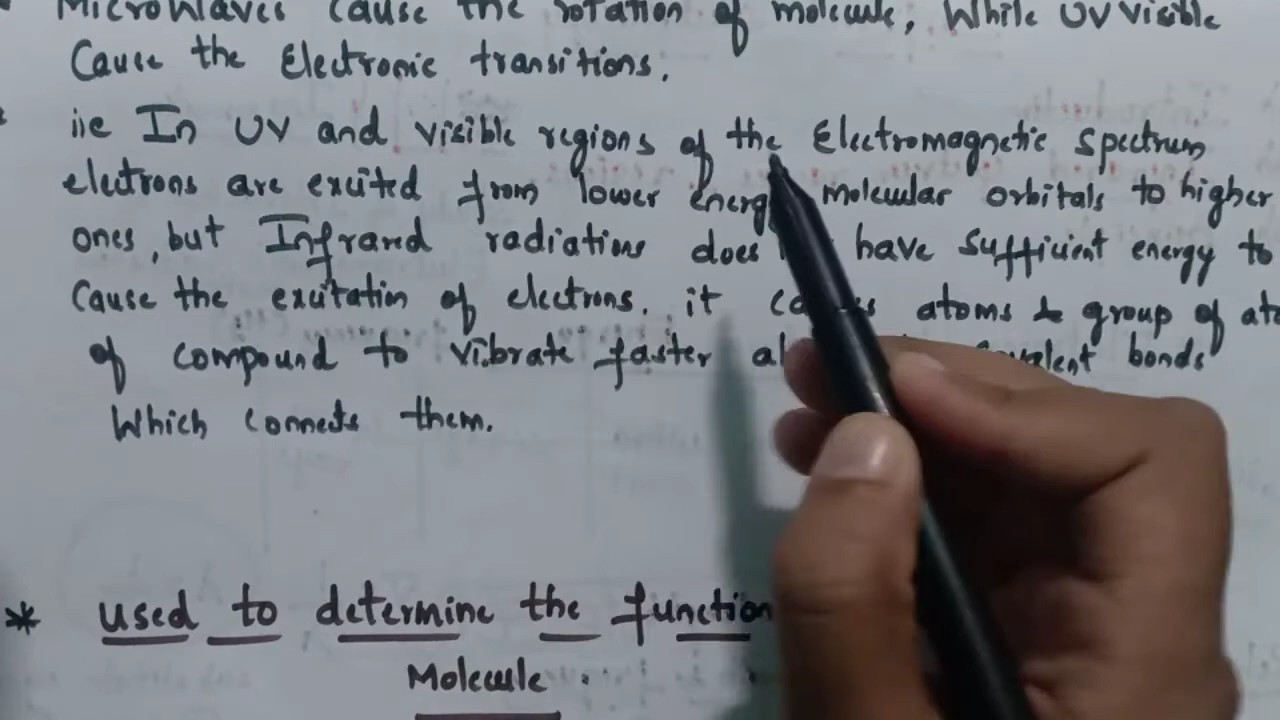 Microwaves cause the rotation of molecule, While UV visible
Cause the Electronic transitions.
iie In UV and visible regions of the Electromagnetic spectrum
electrons are excited from lower energy molecular orbitals to higher
ones, but Infrared radiations does have sufficient energy to
Cause the excitation of electrons. it atoms & group of
of compound to vibrate faster bonds
Which connects them.
* used to determine the function
Molecule.